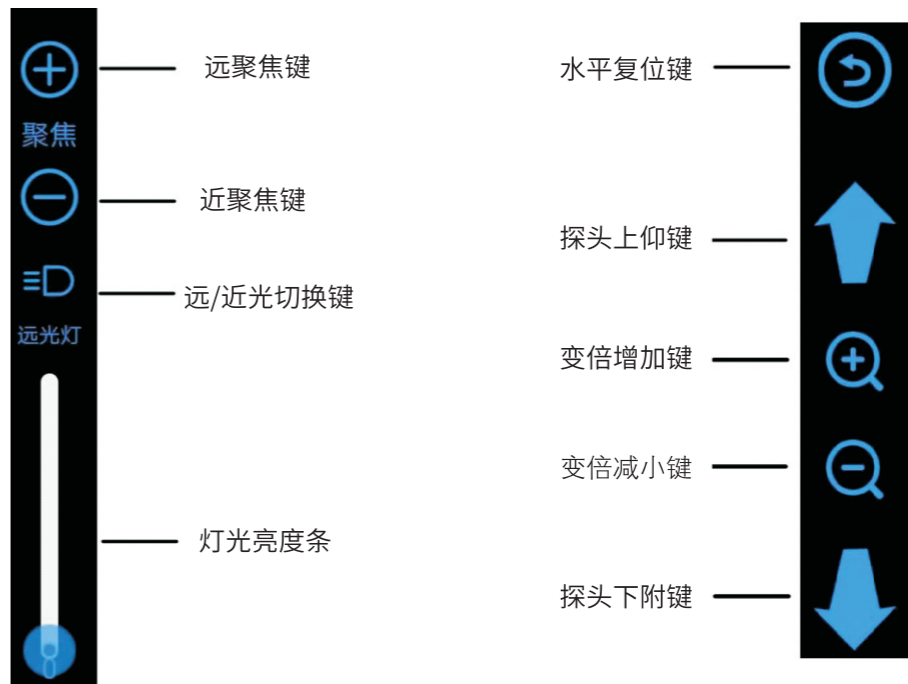 远聚焦键
聚焦
近聚焦键
远/近光切换键
远光灯
灯光亮度条
0
水平复位键
探头上仰键
变倍增加键
变倍减小键
探头下附键